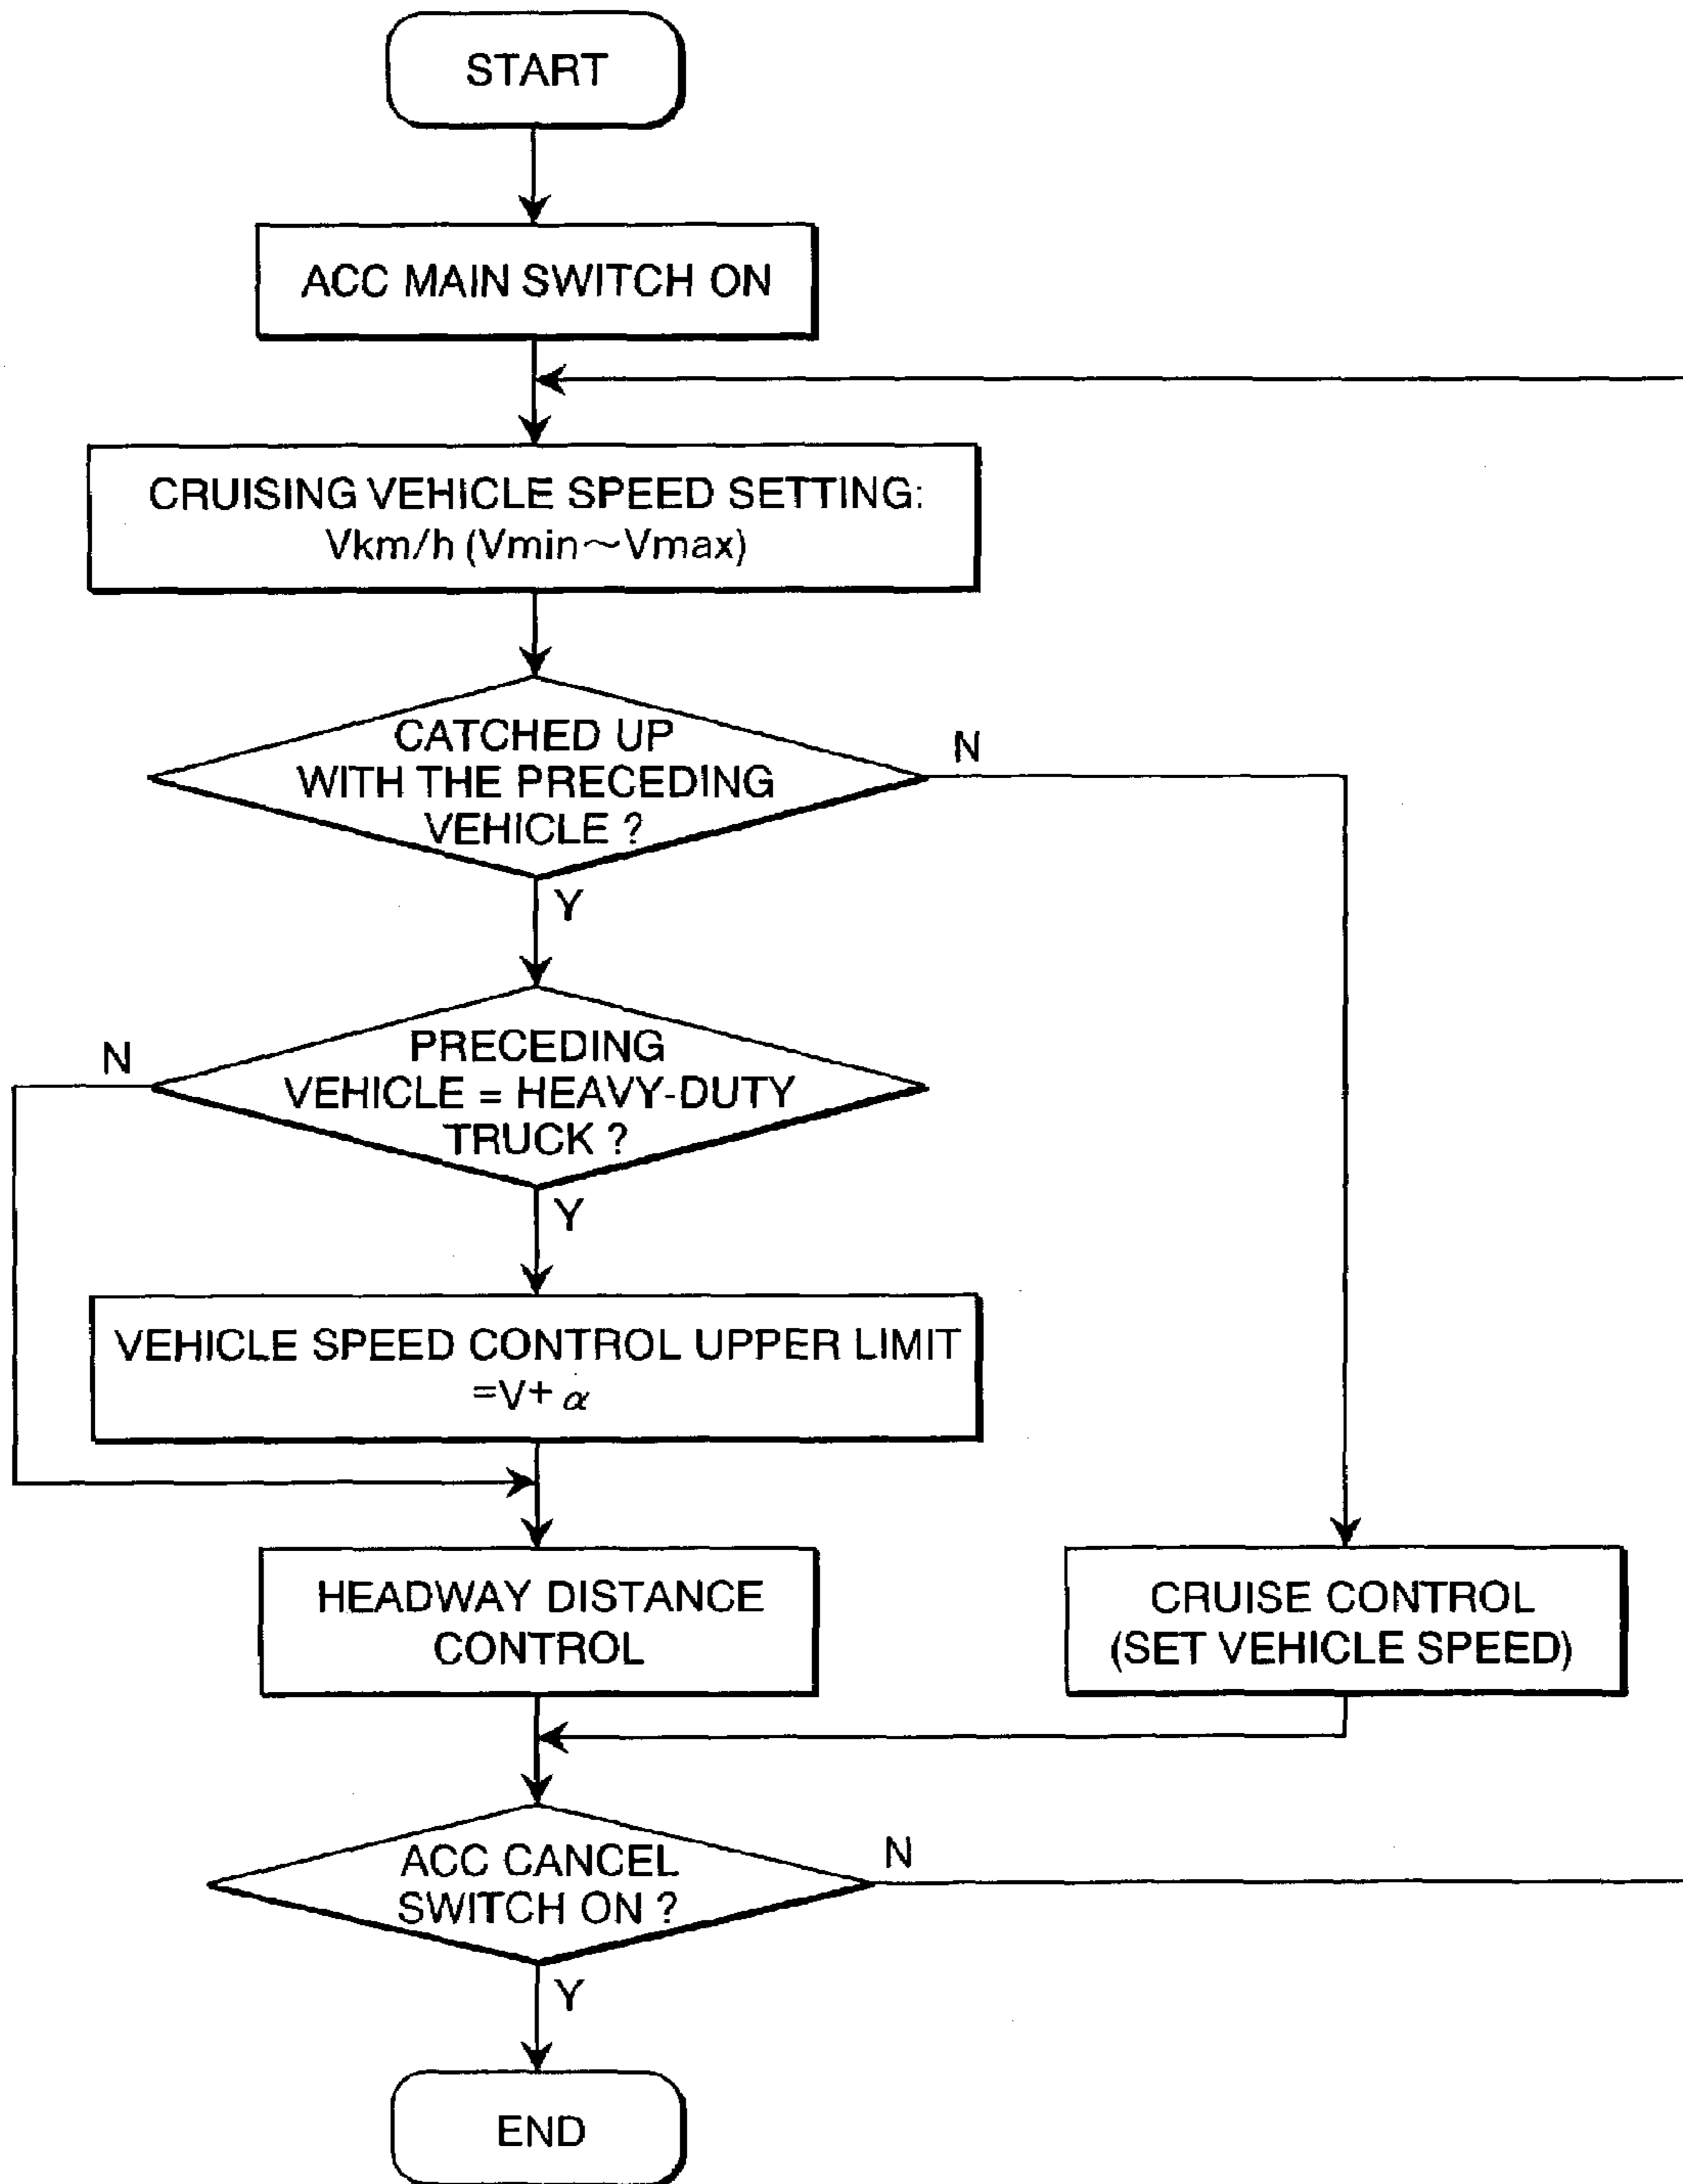 START
ACC MAIN SWITCH ON
CRUISING VEHICLE SPEED SETTING:
Vkm/h (Vmin~Vmax)
CATCHED UP
WITH THE PRECEDING
VEHICLE ?
N
Y
PRECEDING
VEHICLE = HEAVY-DUTY
TRUCK ?
N
Y
VEHICLE SPEED CONTROL UPPER LIMIT
=V+ α
HEADWAY DISTANCE
CONTROL
CRUISE CONTROL
(SET VEHICLE SPEED)
ACC CANCEL
SWITCH ON ?
N
Y
END